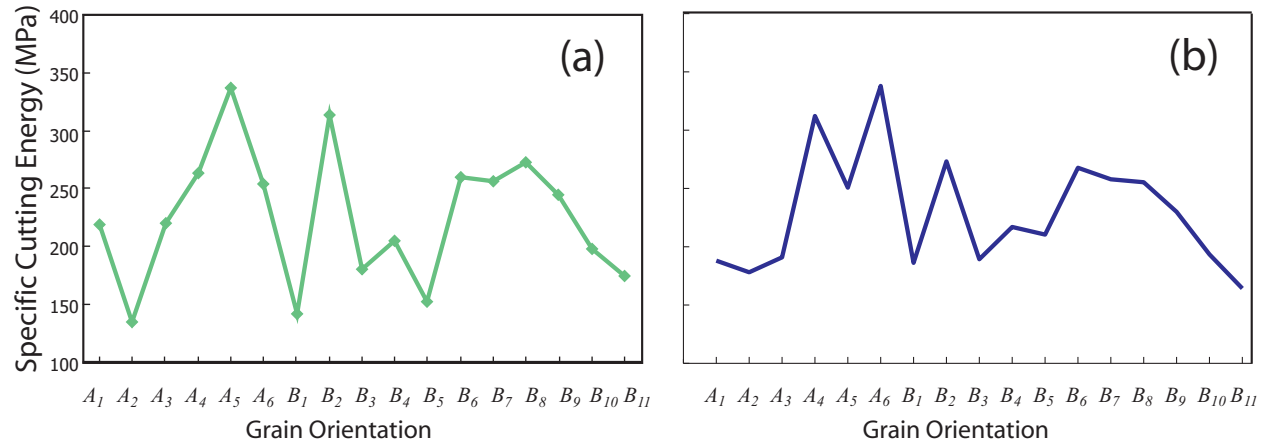 Specific Cutting Energy (MPa)
400
350
300
250
200
150
100
(a)
A1 A2 A3 A4 A5 A6 B1 B2 B3 B4 B5 B6 B7 B8 B9 B10 B11
Grain Orientation
(b)
A1 A2 A3 A4 A5 A6 B1 B2 B3 B4 B5 B6 B7 B8 B9 B10 B11
Grain Orientation